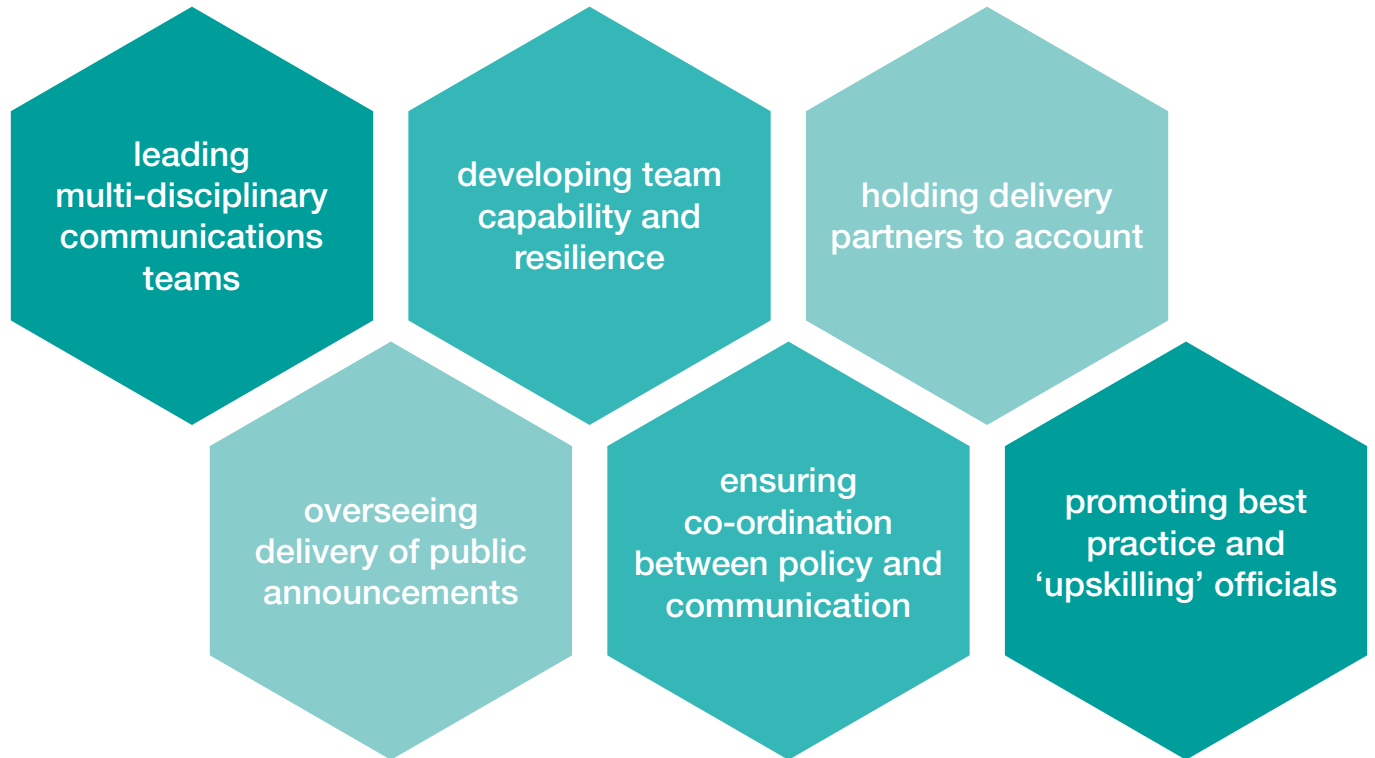 leading
multi-disciplinary
communications
teams
developing team
capability and
resilience
holding delivery
partners to account
overseeing
delivery of public
announcements
ensuring
co-ordination
between policy and
communication
promoting best
practice and
‘upskilling’ officials